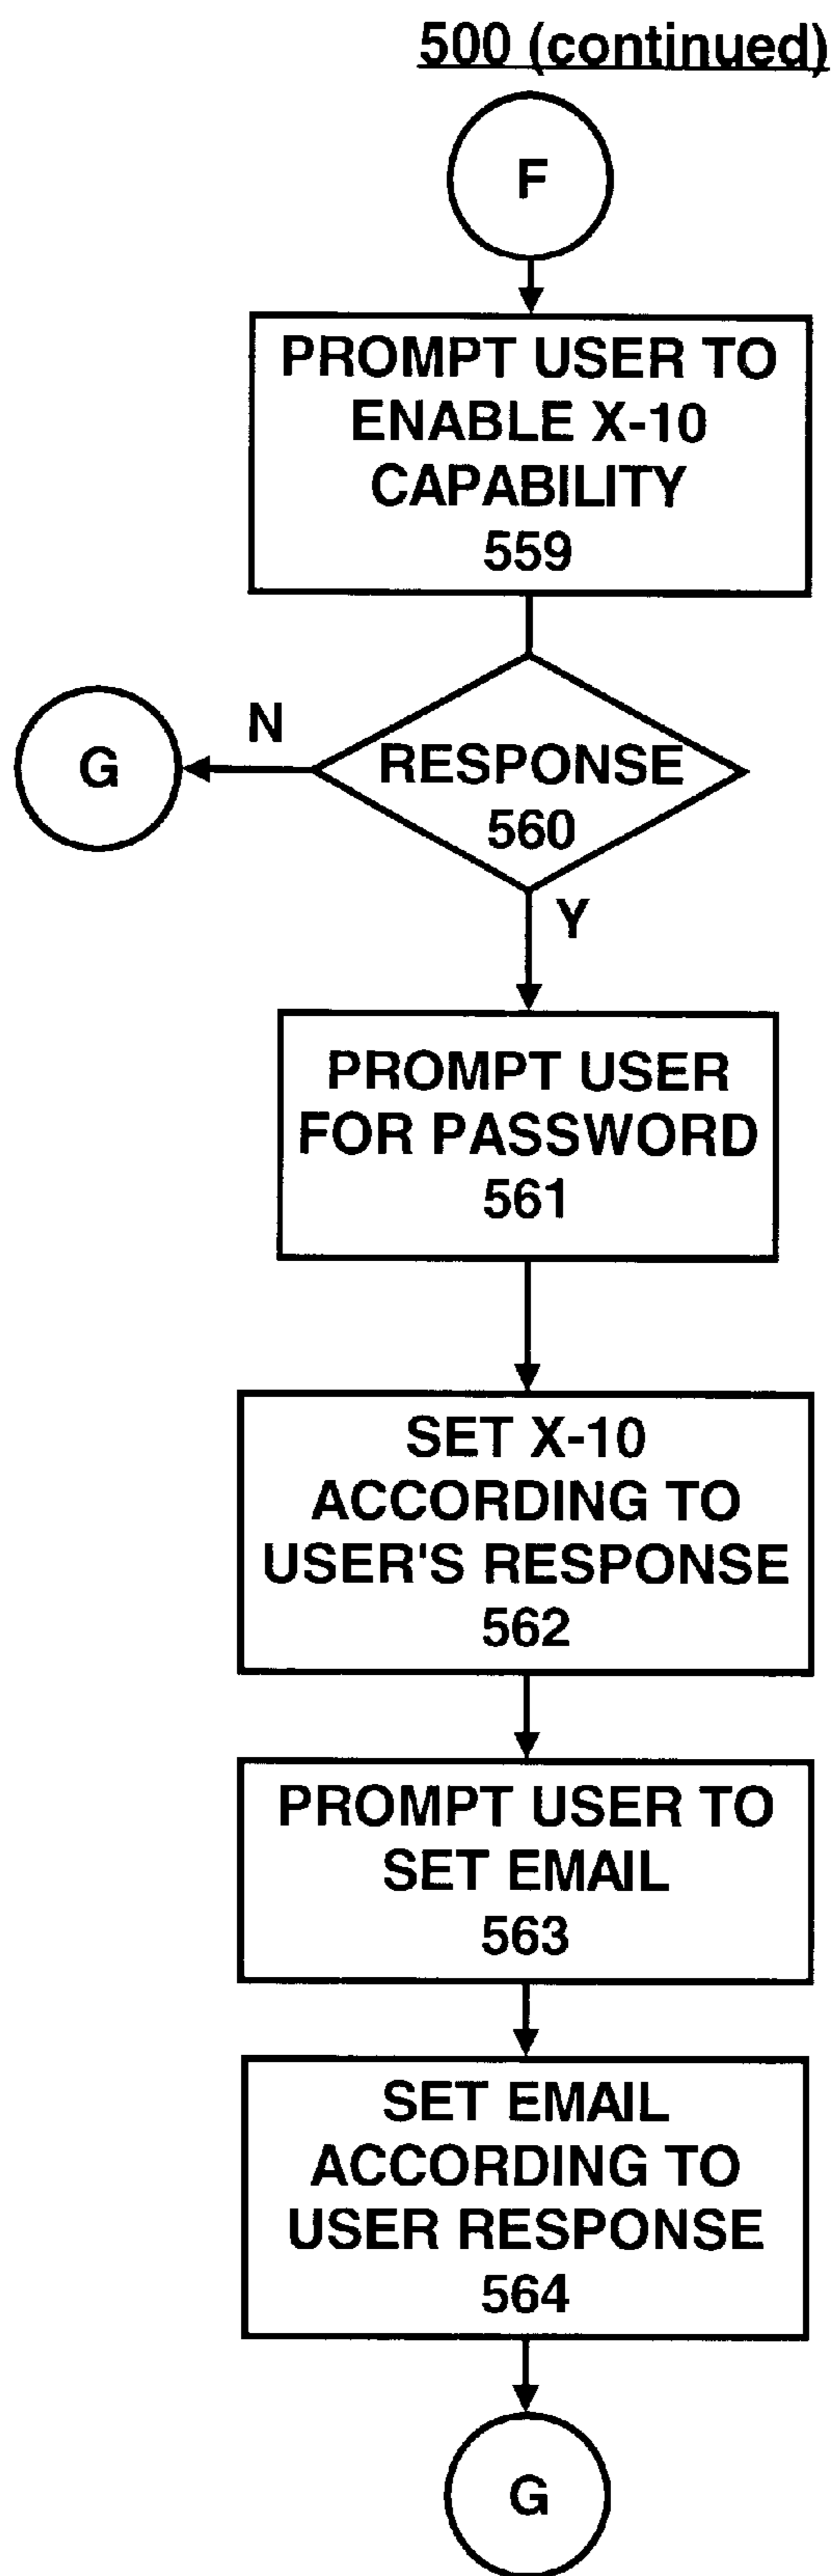 500 (continued)
F
PROMPT USER TO
ENABLE X-10
CAPABILITY
559
N
G
RESPONSE
560
Y
PROMPT USER
FOR PASSWORD
561
SET X-10
ACCORDING TO
USER'S RESPONSE
562
PROMPT USER TO
SET EMAIL
563
SET EMAIL
ACCORDING TO
USER RESPONSE
564
G